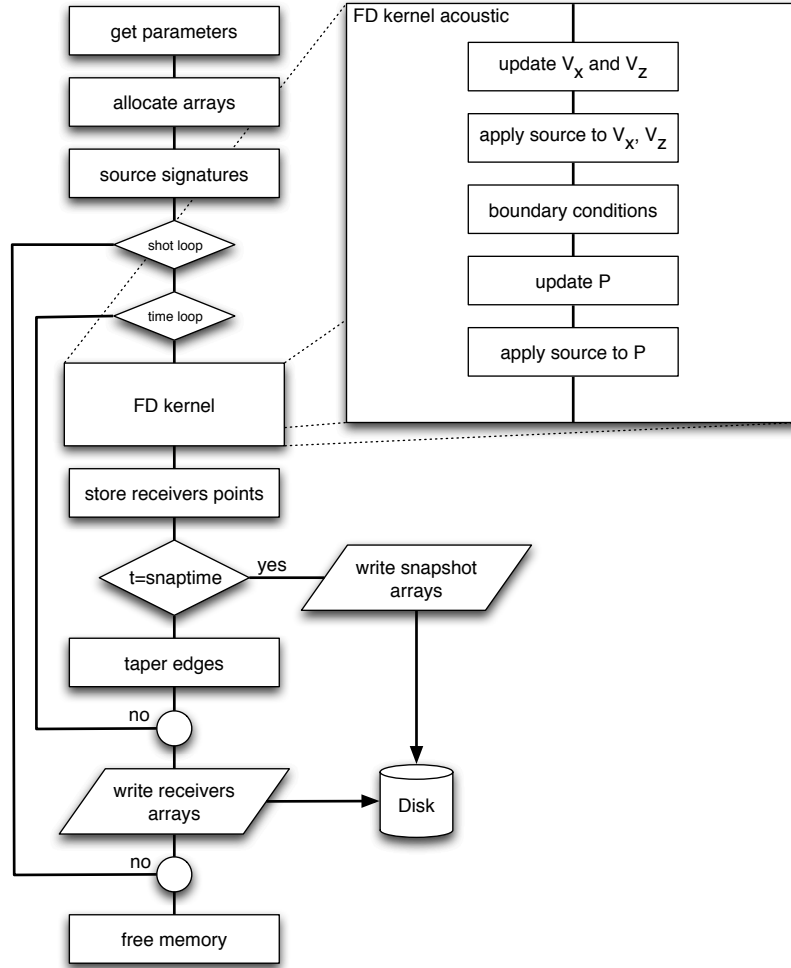 get parameters
allocate arrays
source signatures
shot loop
time loop
FD kernel
store receivers points
t=snaptime
yes
write snapshot
arrays
taper edges
no
write receivers
arrays
Disk
no
free memory
FD kernel acoustic
update Vx and Vz
apply source to Vx, Vz
boundary conditions
update P
apply source to P